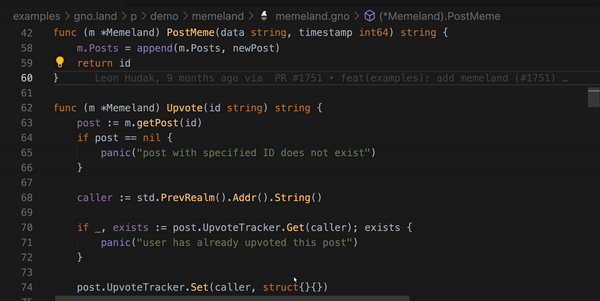 examples > gno.land > p > demo > memeland > memeland.gno > (*Memeland).PostMeme
42 func (m *Memeland) PostMeme(data string, timestamp int64) string {
58 m.Posts = append(m.Posts, newPost)
59 return id
60 } Leon Hudak, 9 months ago via PR #1751 • feat(examples): add memeland (#1751) …
61
62 func (m *Memeland) Upvote(id string) string {
63 post := m.getPost(id)
64 if post == nil {
65 panic("post with specified ID does not exist")
66 }
67
68 caller := std.PrevRealm().Addr().String()
69
70 if _, exists := post.UpvoteTracker.Get(caller); exists {
71 panic("user has already upvoted this post")
72 }
73
74 post.UpvoteTracker.Set(caller, struct{}{})
75